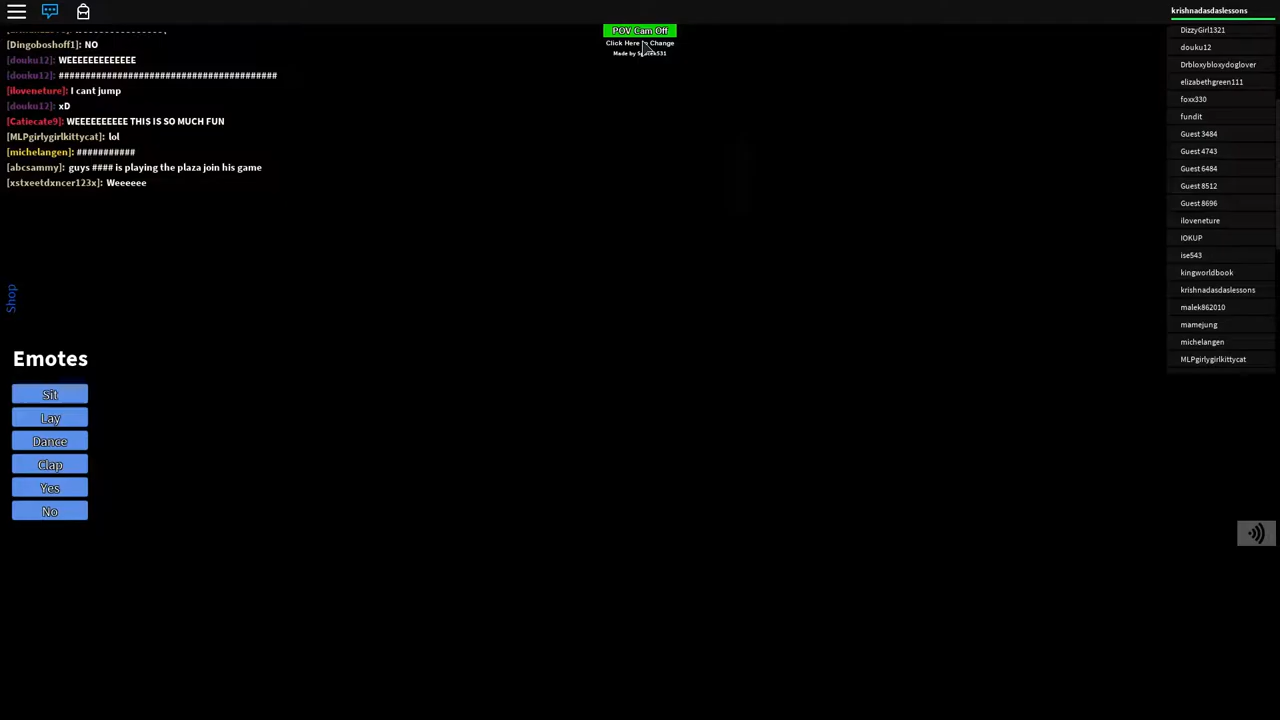 krishnadasdaslessons
POV Cam Off
Click Here to Change
Made by
[Dingoboshoff1]: NO
[douku12]: WEEEEEEEEEEEE
[douku12]: #########################################
[iloveneture]: I cant jump
[douku12]: xD
[Catiecate9]: WEEEEEEEEEE THIS IS SO MUCH FUN
[MLPgirlygirlkittycat]: lol
[michelangen]: ###########
[abcsammy]: guys #### is playing the plaza join his game
[xstxeetdxncer123x]: Weeeeee
Shop
Emotes
Sit
Lay
Dance
Clap
Yes
No
DizzyGirl1321
douku12
Drbloxybloxydoglover
elizabethgreen111
foxx330
fundit
Guest 3484
Guest 4743
Guest 6484
Guest 8512
Guest 8696
iloveneture
IOKUP
ise543
kingworldbook
krishnadasdaslessons
malek862010
mamejung
michelangen
MLPgirlygirlkittycat